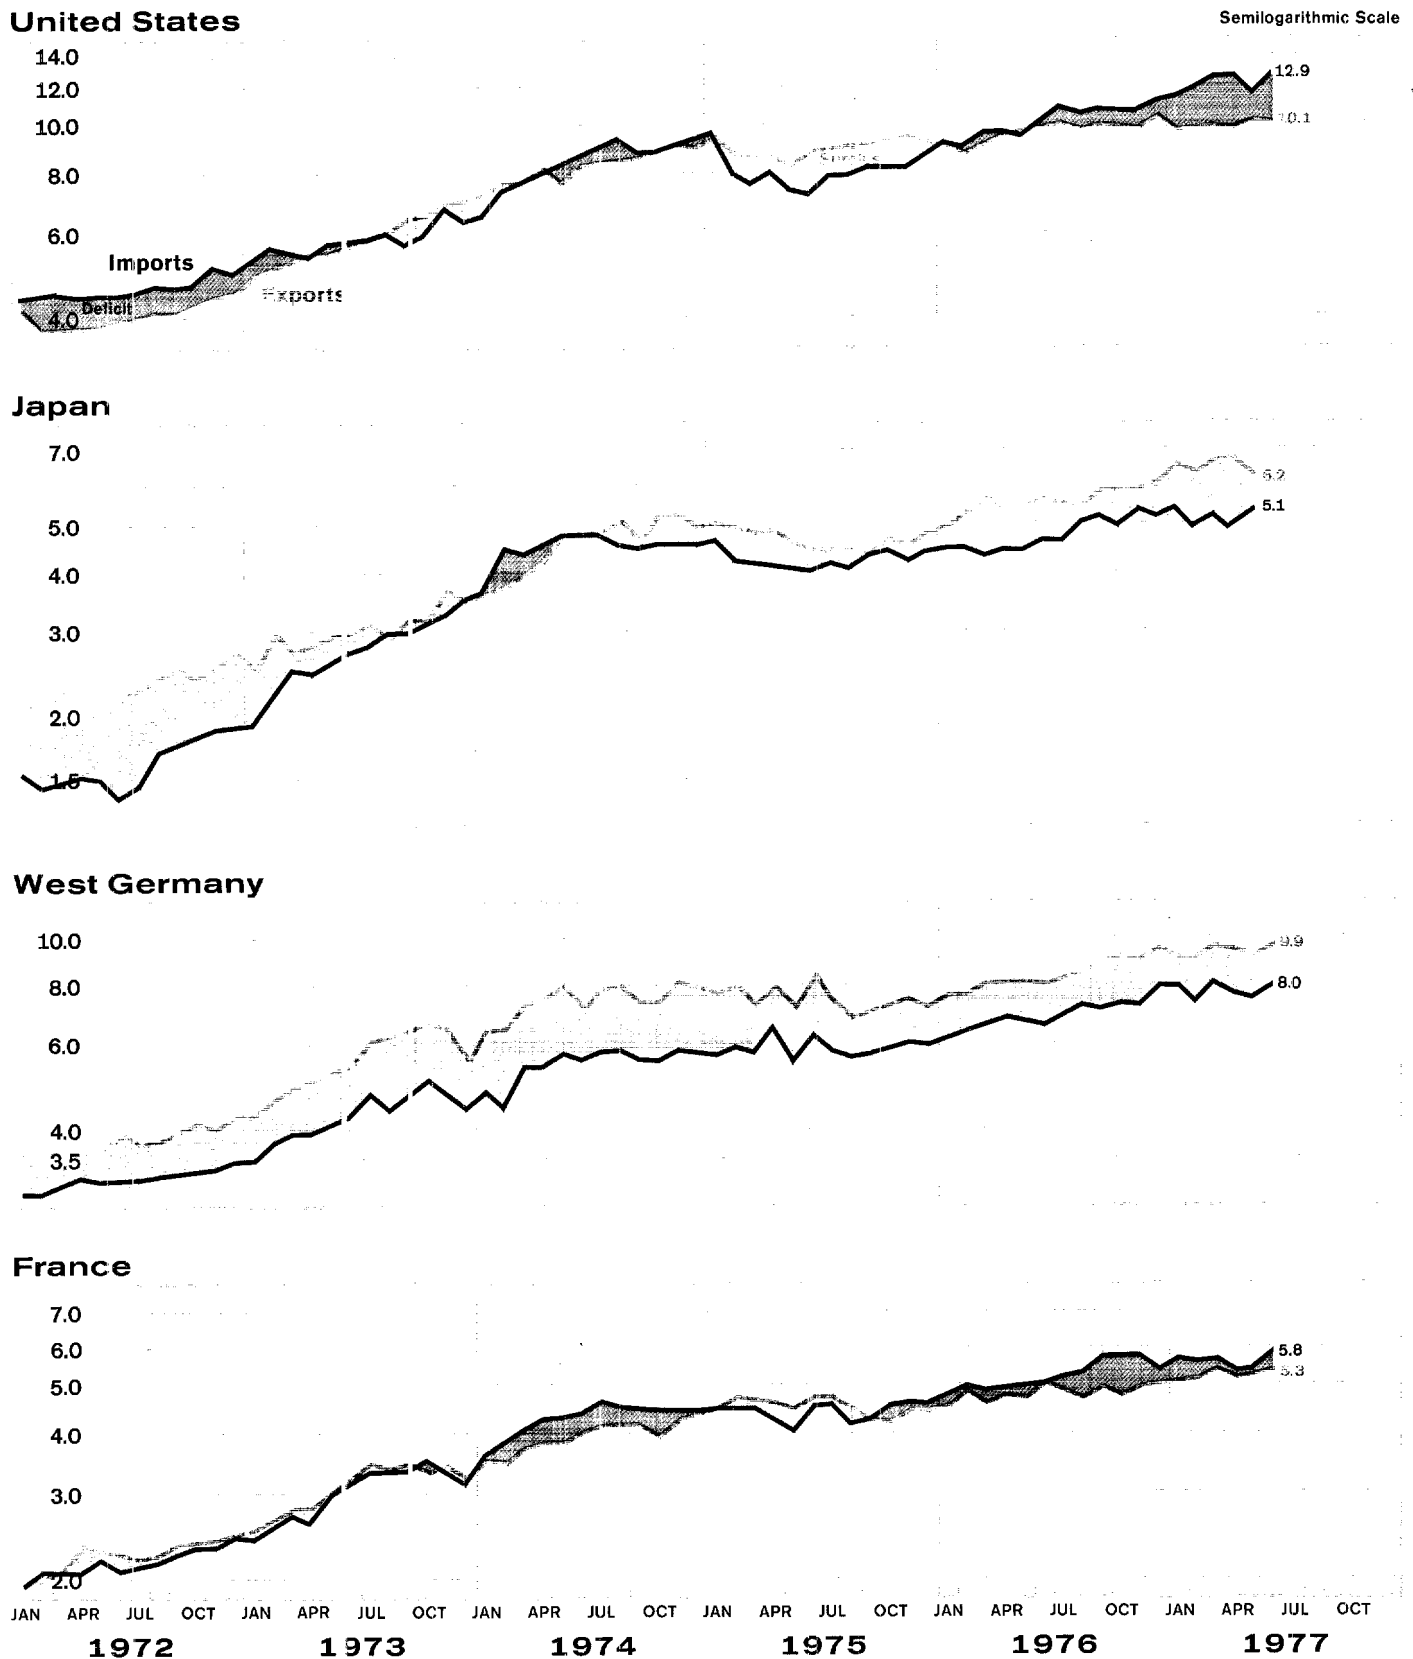 United States
Semilogarithmic Scale
14.0
12.0
10.0
8.0
6.0
4.0
Imports
Deficit
Exports
Surplus
12.9
10.1
Japan
7.0
5.0
4.0
3.0
2.0
1.5
6.2
5.1
West Germany
10.0
8.0
6.0
4.0
3.5
9.9
8.0
France
7.0
6.0
5.0
4.0
3.0
2.0
5.8
5.3
JAN APR JUL OCT JAN APR JUL OCT JAN APR JUL OCT JAN APR JUL OCT JAN APR JUL OCT JAN APR JUL OCT
1972 1973 1974 1975 1976 1977